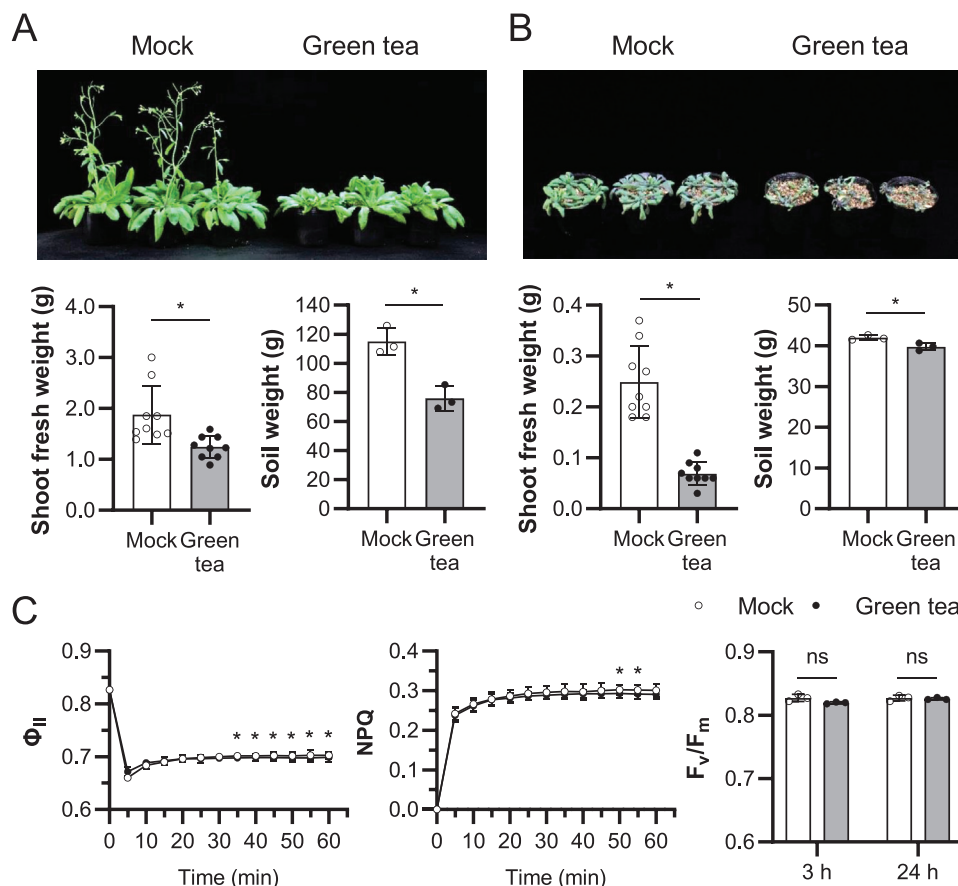 A
Mock
Green tea
B
Mock
Green tea
Shoot fresh weight (g)
4.0
3.0
2.0
1.0
0.0
*
Mock
Green
tea
Soil weight (g)
140
120
100
80
60
40
20
0
*
Mock
Green
tea
Shoot fresh weight (g)
0.4
0.3
0.2
0.1
0.0
*
Mock
Green
tea
Soil weight (g)
50
40
30
20
10
0
*
Mock
Green
tea
C
Mock
Green tea
ΦII
0.9
0.8
0.7
0.6
* * * * * *
0 10 20 30 40 50 60
Time (min)
NPQ
0.4
0.3
0.2
0.1
0.0
* *
0 10 20 30 40 50 60
Time (min)
Fv/Fm
0.9
0.8
0.7
0.6
ns
ns
3 h
24 h